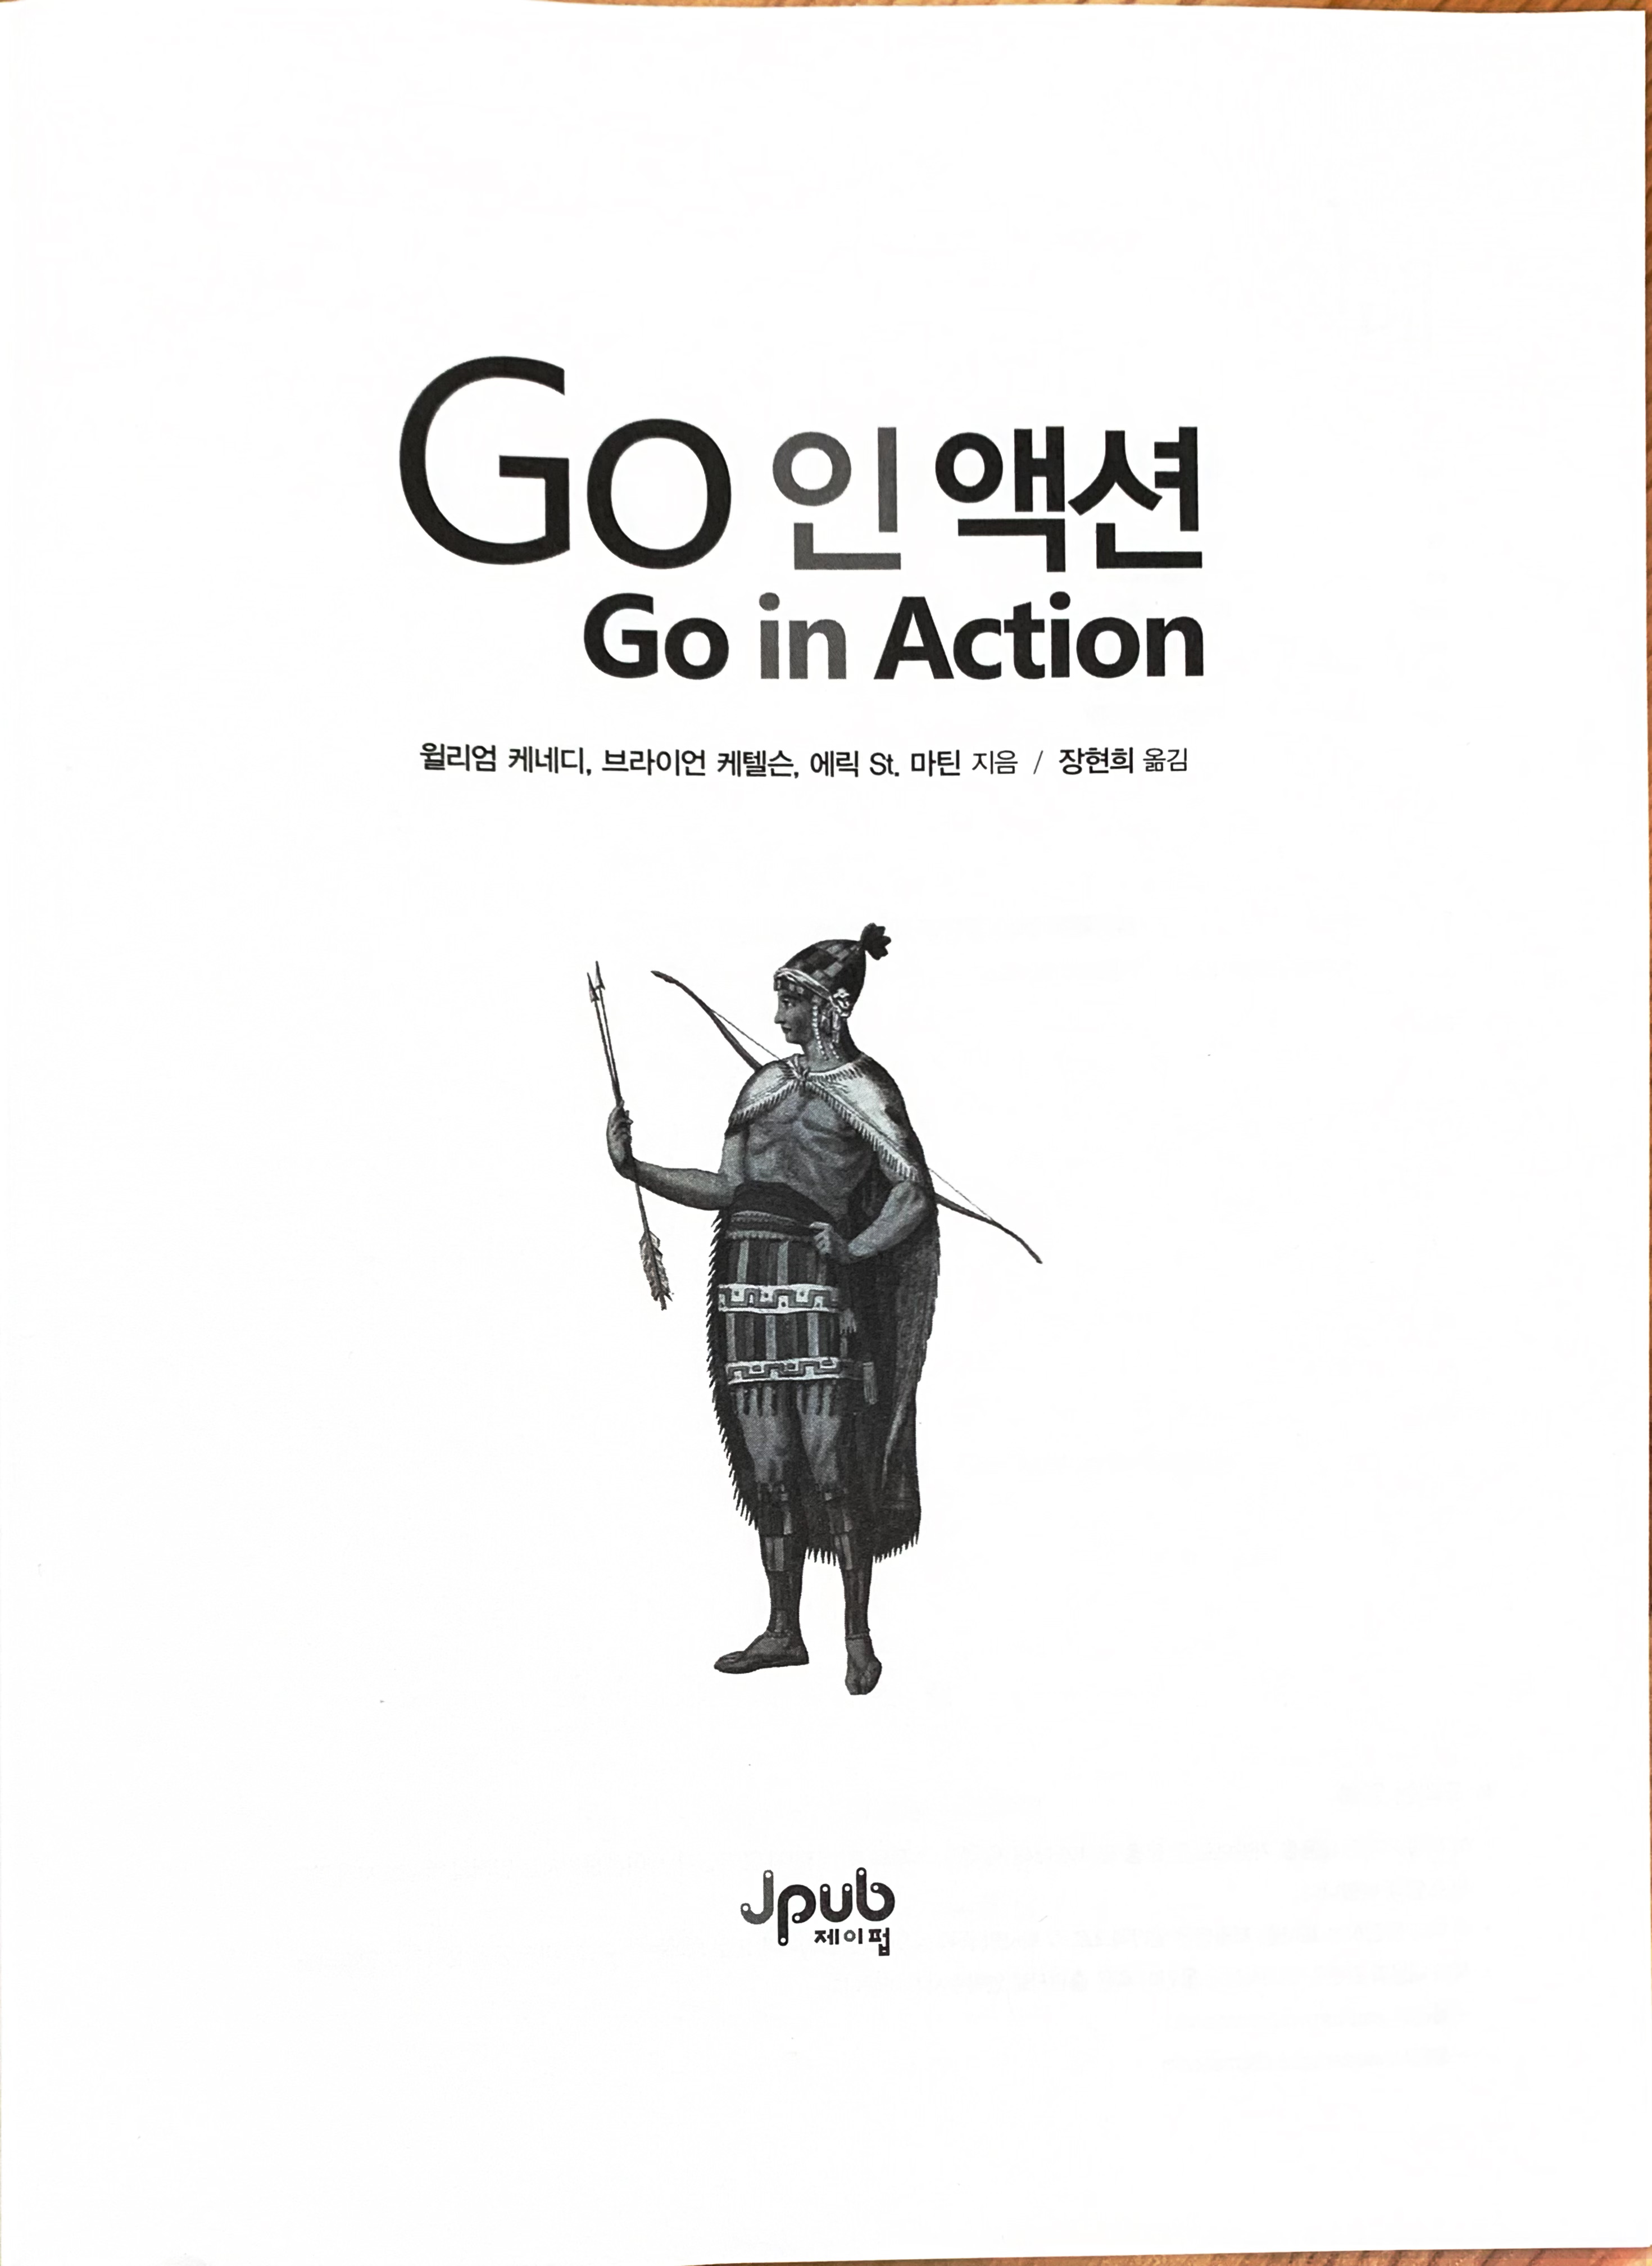 Go 인 액션
Go in Action
윌리엄 케네디, 브라이언 케텔슨, 에릭 St. 마틴 지음 / 장현희 옮김
Jpub
제이펍